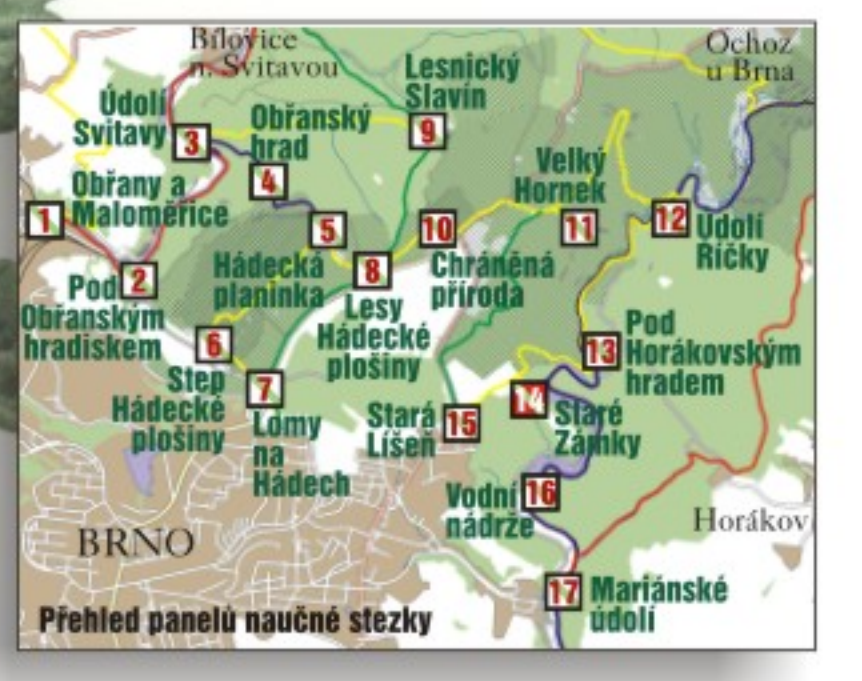 Bílovice
n. Svitavou
Ochoz
u Brna
Lesnický
Slavín
9
Údolí
Svitavy
3
Obřanský
hrad
4
Velký
Hornek
11
Obřany a
Maloměřice
1
5
10
12
Údolí
Říčky
2
Pod
Obřanským
hradiskem
Hádecká
planinka
8
Lesy
Hádecké
plošiny
Chráněná
příroda
6
Step
Hádecké
plošiny
7
Lomy
na
Hádech
13
Pod
Horákovským
hradem
14
Staré
Zámky
Stará
Líšeň
15
Vodní
nádrže
16
Horákov
BRNO
17
Mariánské
údolí
Přehled panelů naučné stezky